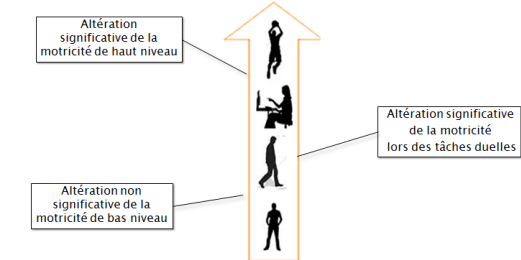 Altération
significative de la
motricité de haut niveau
Altération significative
de la motricité
lors des tâches duelles
Altération non
significative de la
motricité de bas niveau